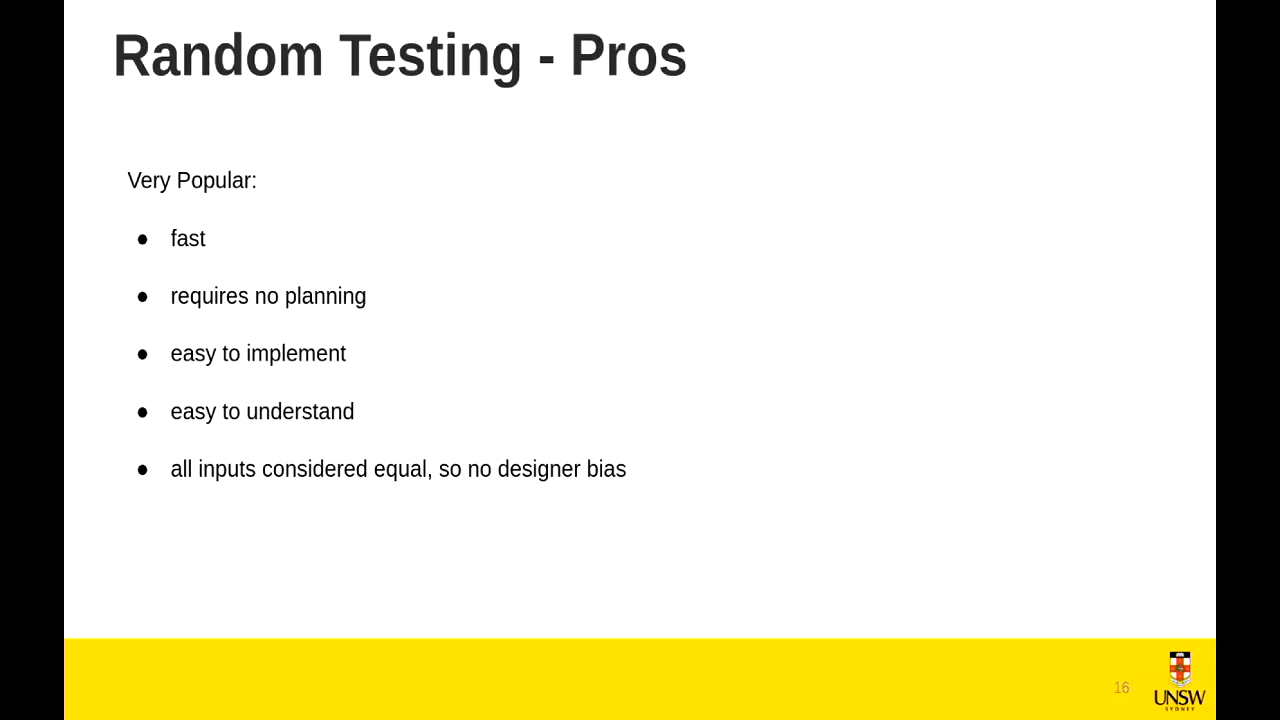 Random Testing - Pros
Very Popular:
● fast
● requires no planning
● easy to implement
● easy to understand
● all inputs considered equal, so no designer bias
16
UNSW
SYDNEY